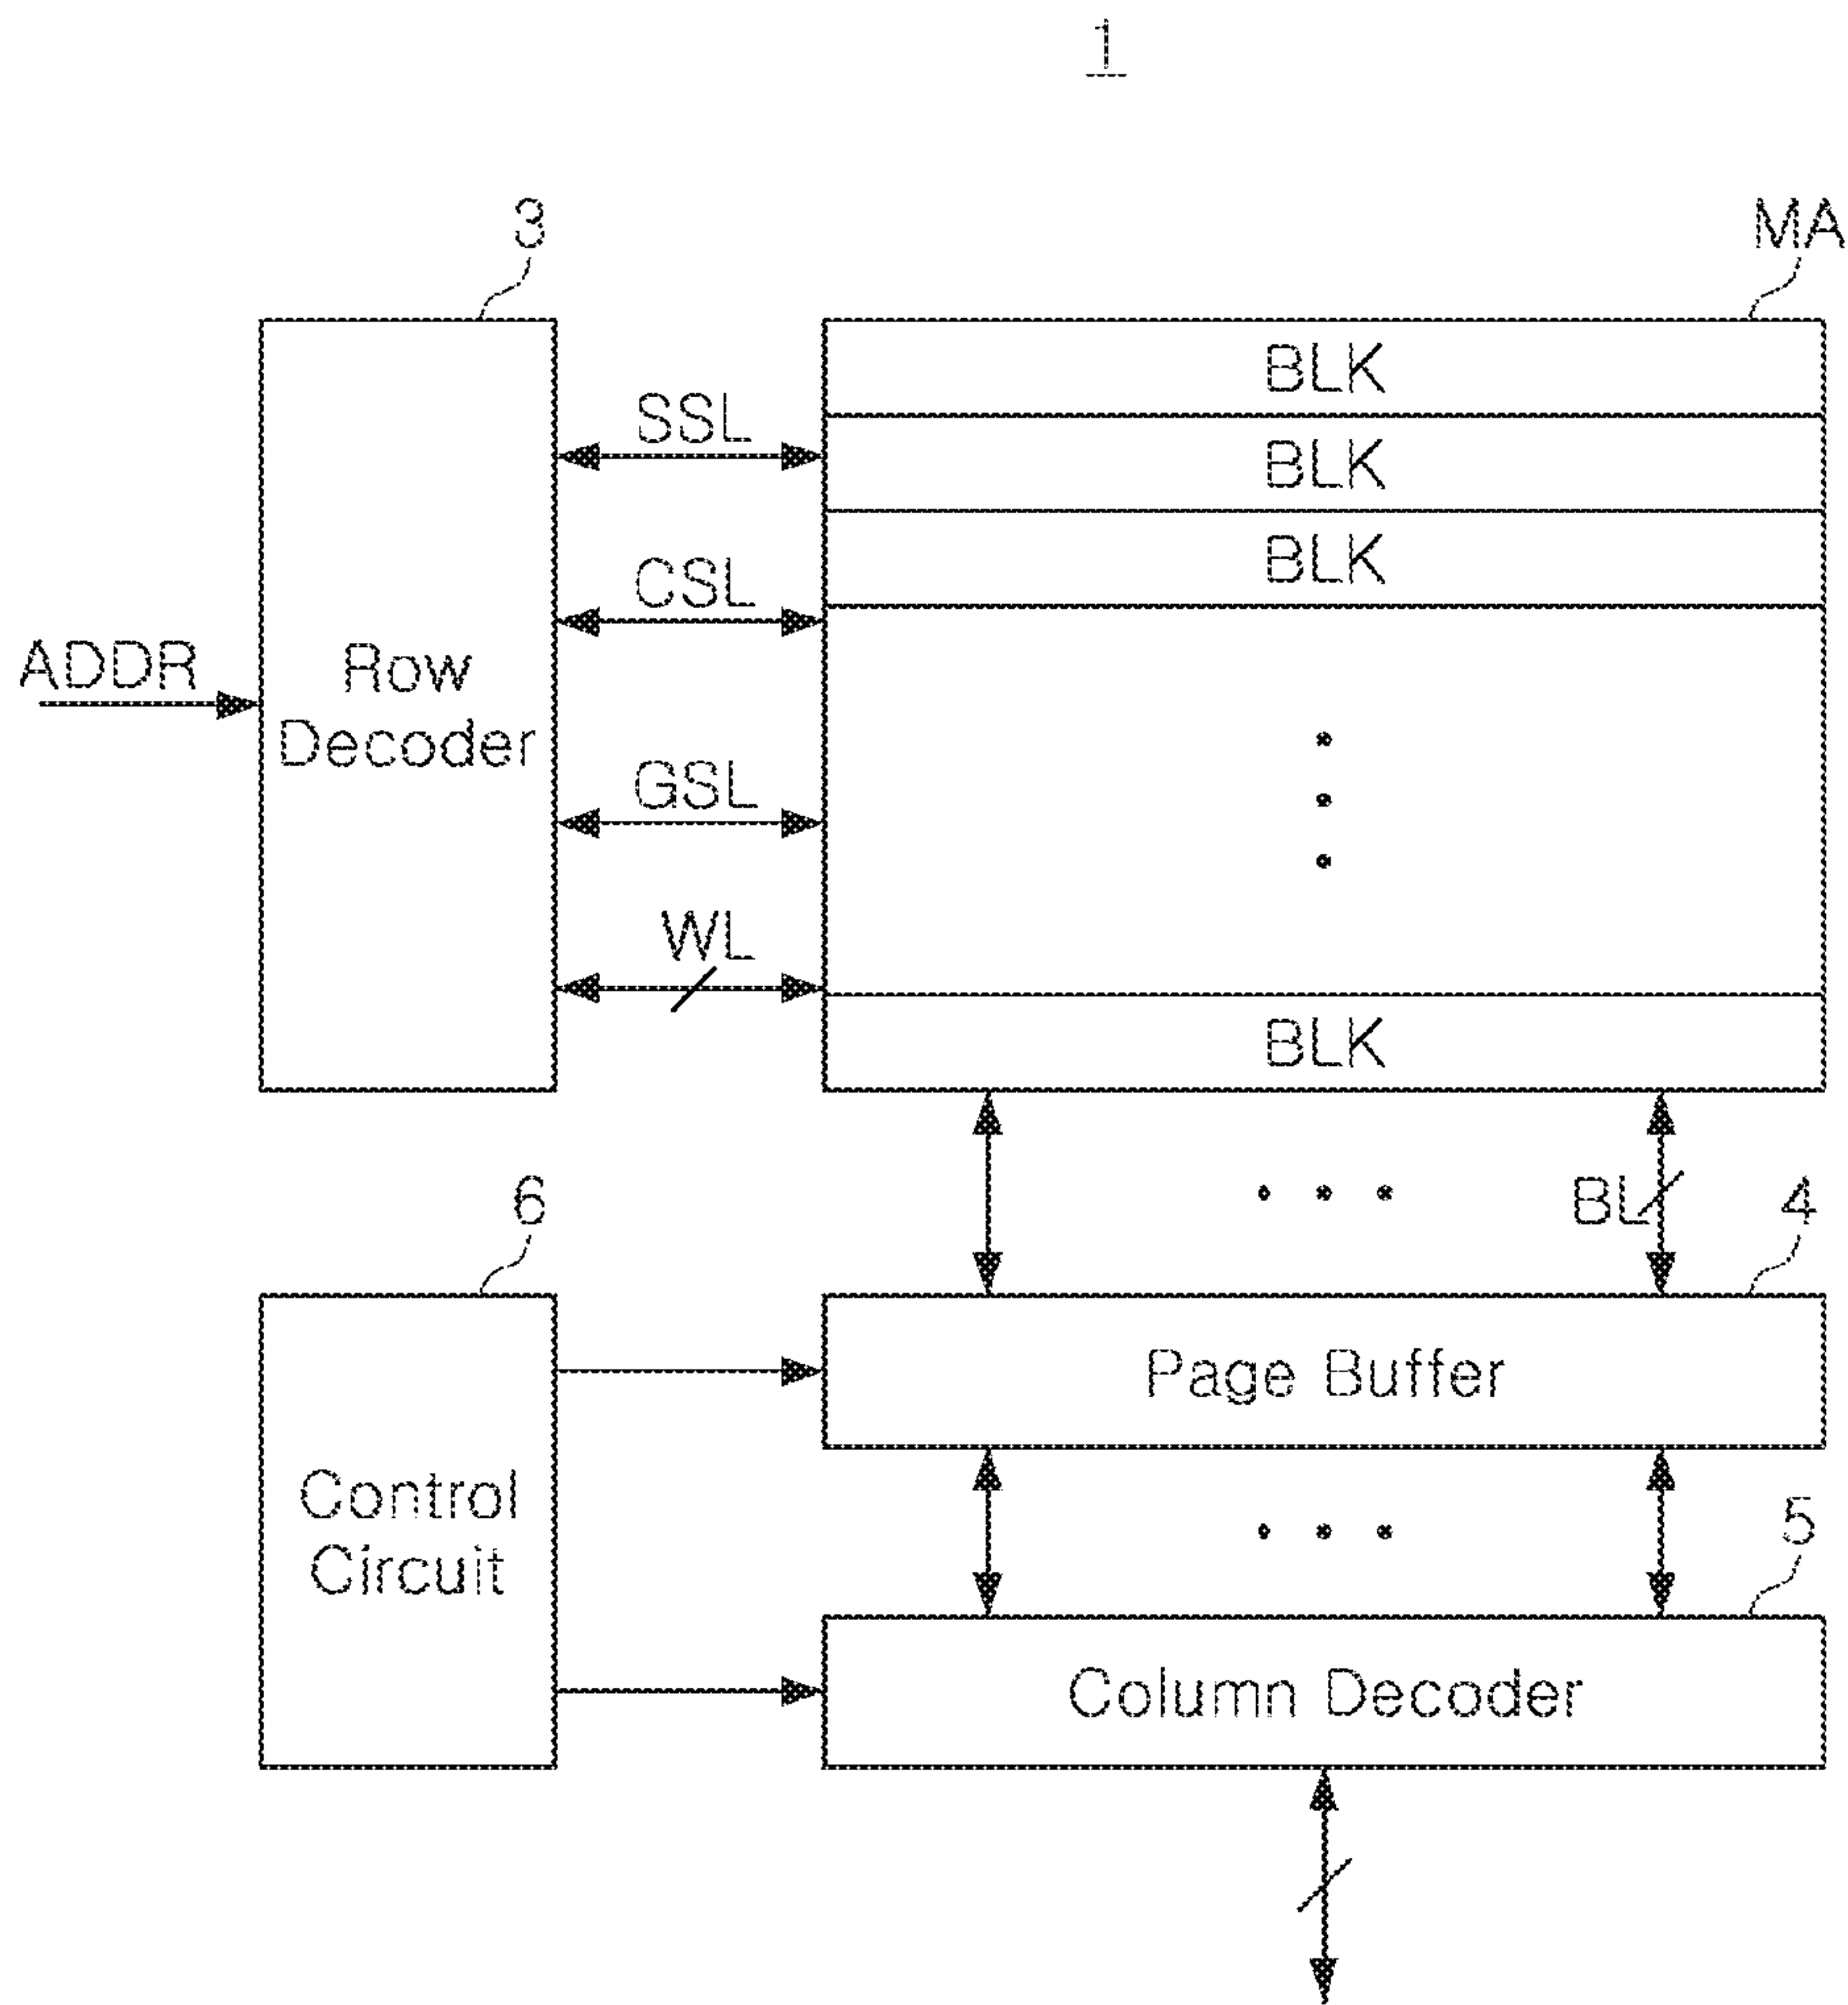 1
3
MA
BLK
SSL
BLK
BLK
CSL
ADDR
Row
Decoder
GSL
WL
BLK
6
BL
4
Page Buffer
Control
Circuit
5
Column Decoder